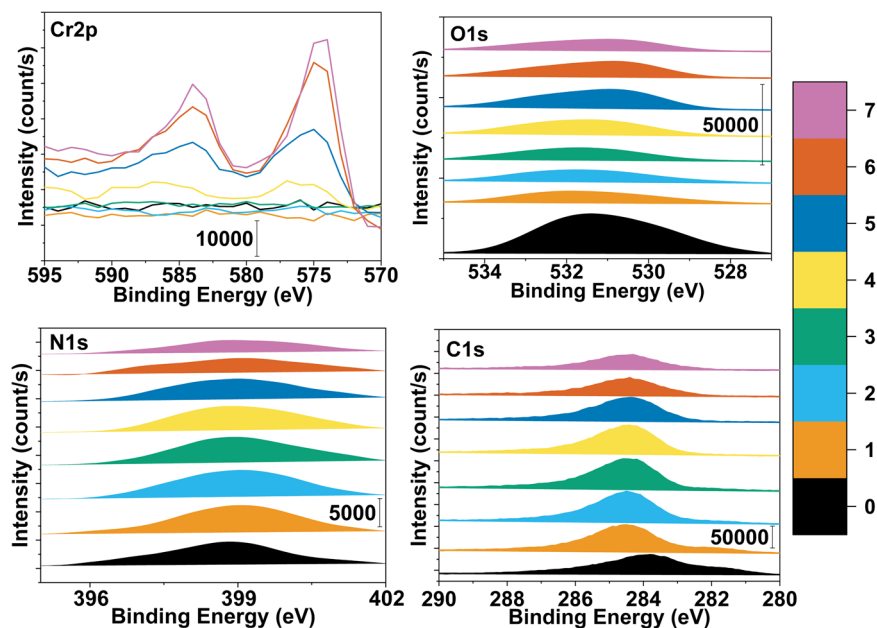 Cr2p
Intensity (count/s)
10000
595 590 585 580 575 570
Binding Energy (eV)
O1s
Intensity (count/s)
50000
534 532 530 528
Binding Energy (eV)
N1s
Intensity (count/s)
5000
396 399 402
Binding Energy (eV)
C1s
Intensity (count/s)
50000
290 288 286 284 282 280
Binding Energy (eV)
7
6
5
4
3
2
1
0